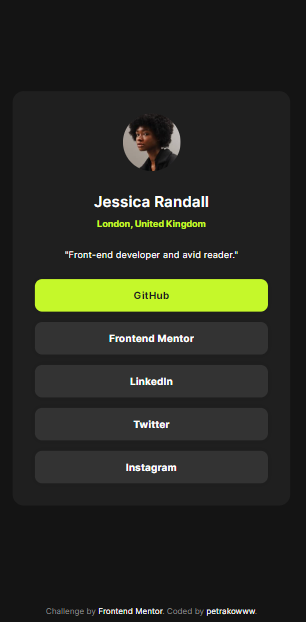 Jessica Randall
London, United Kingdom
"Front-end developer and avid reader."
GitHub
Frontend Mentor
LinkedIn
Twitter
Instagram
Challenge by Frontend Mentor. Coded by petrakowww.